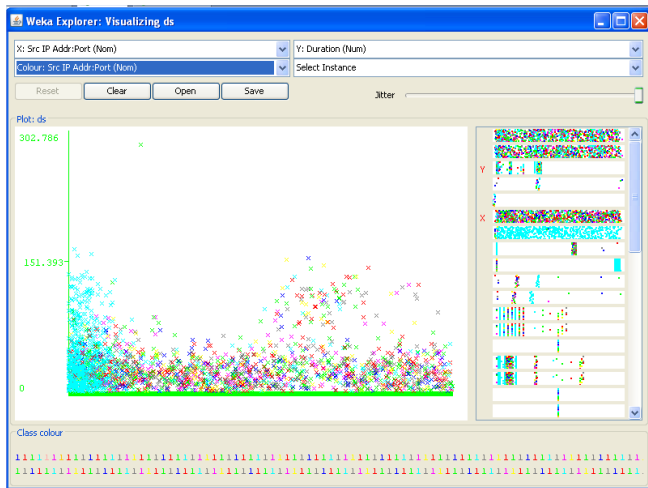 Weka Explorer: Visualizing ds
X: Src IP Addr:Port (Nom)
Y: Duration (Num)
Colour: Src IP Addr:Port (Nom)
Select Instance
Reset
Clear
Open
Save
Jitter
Plot: ds
302.786
151.393
0
Y
X
Class colour